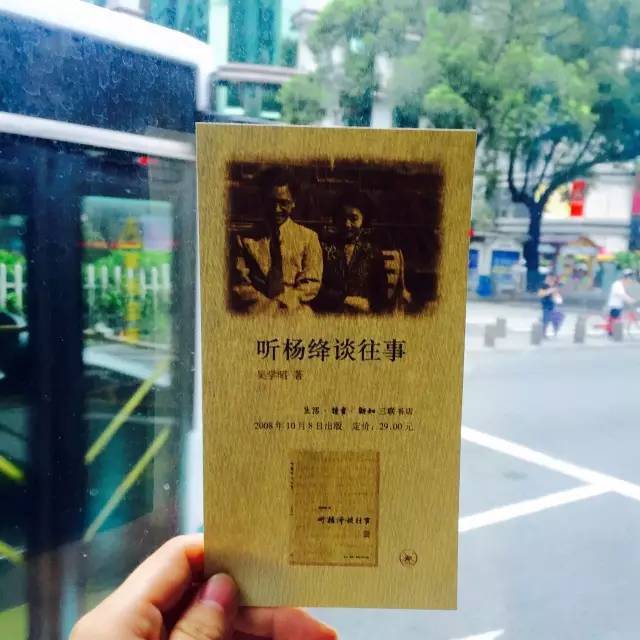 听杨绛谈往事
吴学昭 著
生活·讀書·新知三联书店
2008年10月8日出版 定价：29.00元
听杨绛谈往事